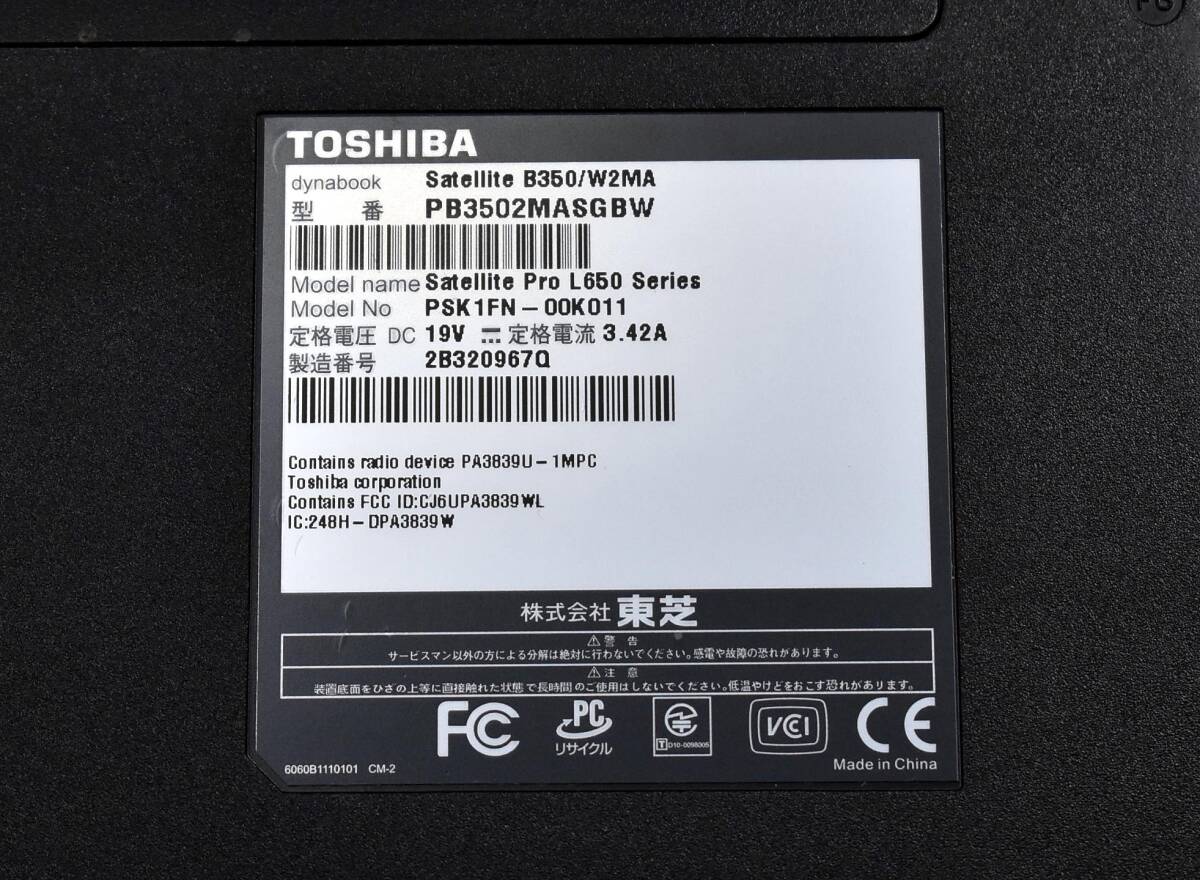 TOSHIBA
dynabook Satellite B350/W2MA
型 番 PB3502MASGBW
Model name Satellite Pro L650 Series
Model No PSK1FN-00K011
定格電圧 DC 19V 定格電流 3.42A
製造番号 2B320967Q
Contains radio device PA3839U-1MPC
Toshiba corporation
Contains FCC ID:CJ6UPA3839WL
IC:248H-DPA3839W
株式会社 東芝
⚠警 告
サービスマン以外の方による分解は絶対に行わないでください。感電や故障の恐れがあります。
⚠注 意
装置底面をひざの上等に直接触れた状態で長時間のご使用はしないでください。低温やけどをおこす恐れがあります。
FC PC VCI CE
リサイクル
T D10-0098005
Made in China
6060B1110101 CM-2